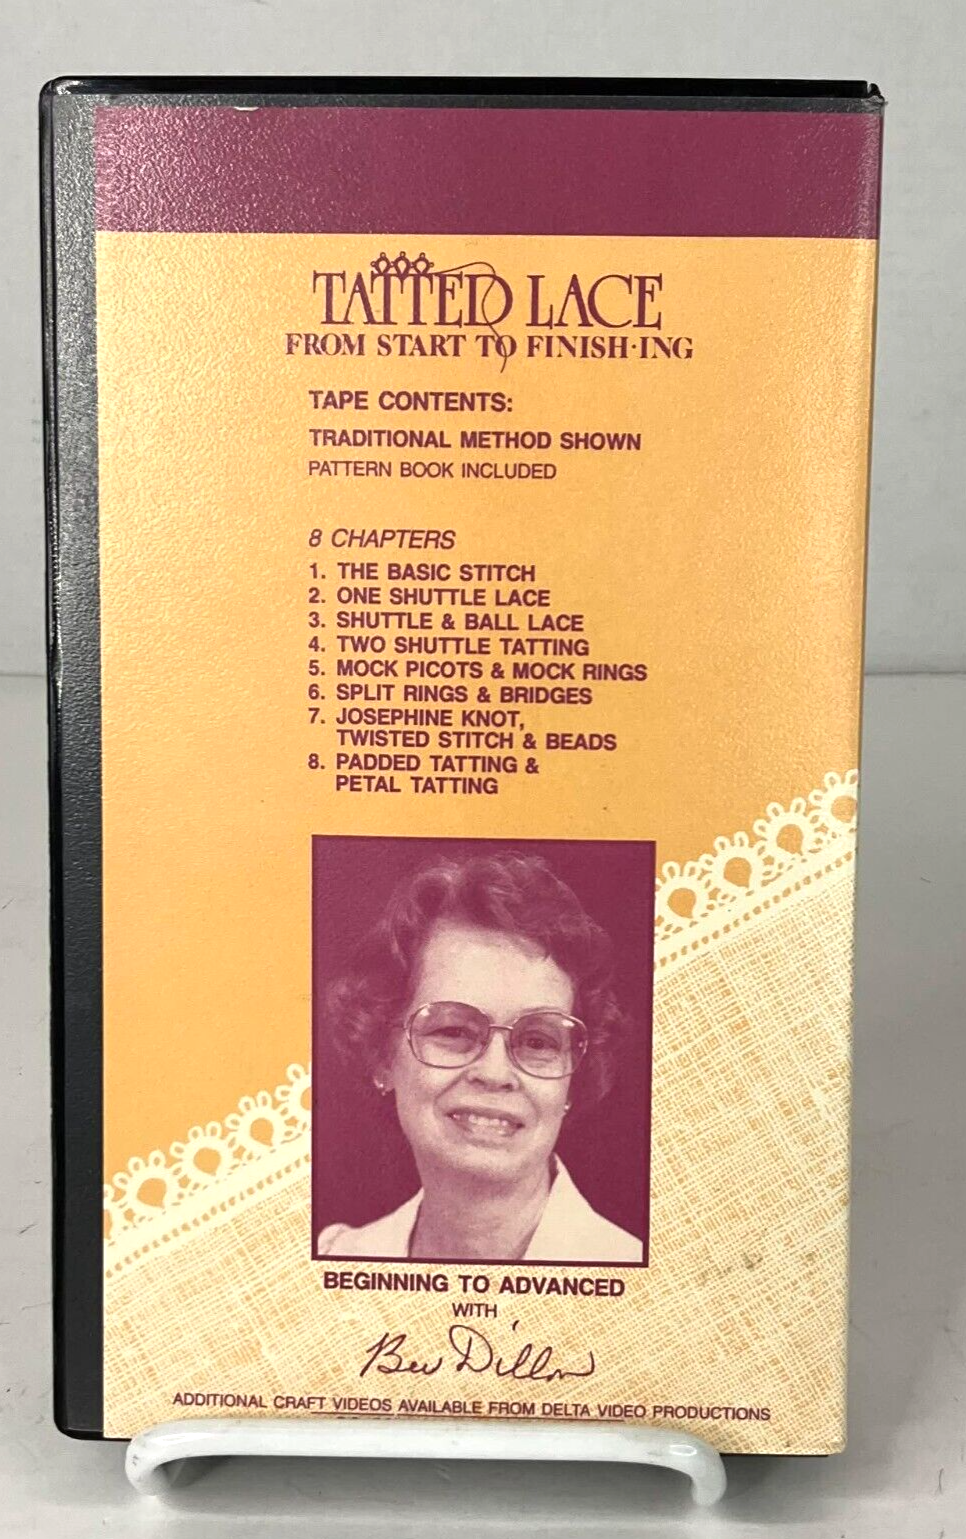 TATTED LACE
FROM START TO FINISH·ING
TAPE CONTENTS:
TRADITIONAL METHOD SHOWN
PATTERN BOOK INCLUDED
8 CHAPTERS
1. THE BASIC STITCH
2. ONE SHUTTLE LACE
3. SHUTTLE & BALL LACE
4. TWO SHUTTLE TATTING
5. MOCK PICOTS & MOCK RINGS
6. SPLIT RINGS & BRIDGES
7. JOSEPHINE KNOT,
TWISTED STITCH & BEADS
8. PADDED TATTING &
PETAL TATTING
BEGINNING TO ADVANCED
WITH
Bev Dillon
ADDITIONAL CRAFT VIDEOS AVAILABLE FROM DELTA VIDEO PRODUCTIONS